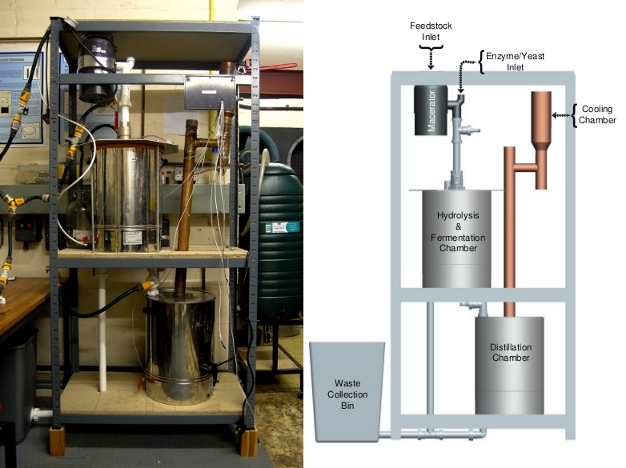 Feedstock
Inlet
Enzyme/Yeast
Inlet
Macerator
Cooling
Chamber
Hydrolysis
&
Fermentation
Chamber
Distillation
Chamber
Waste
Collection
Bin